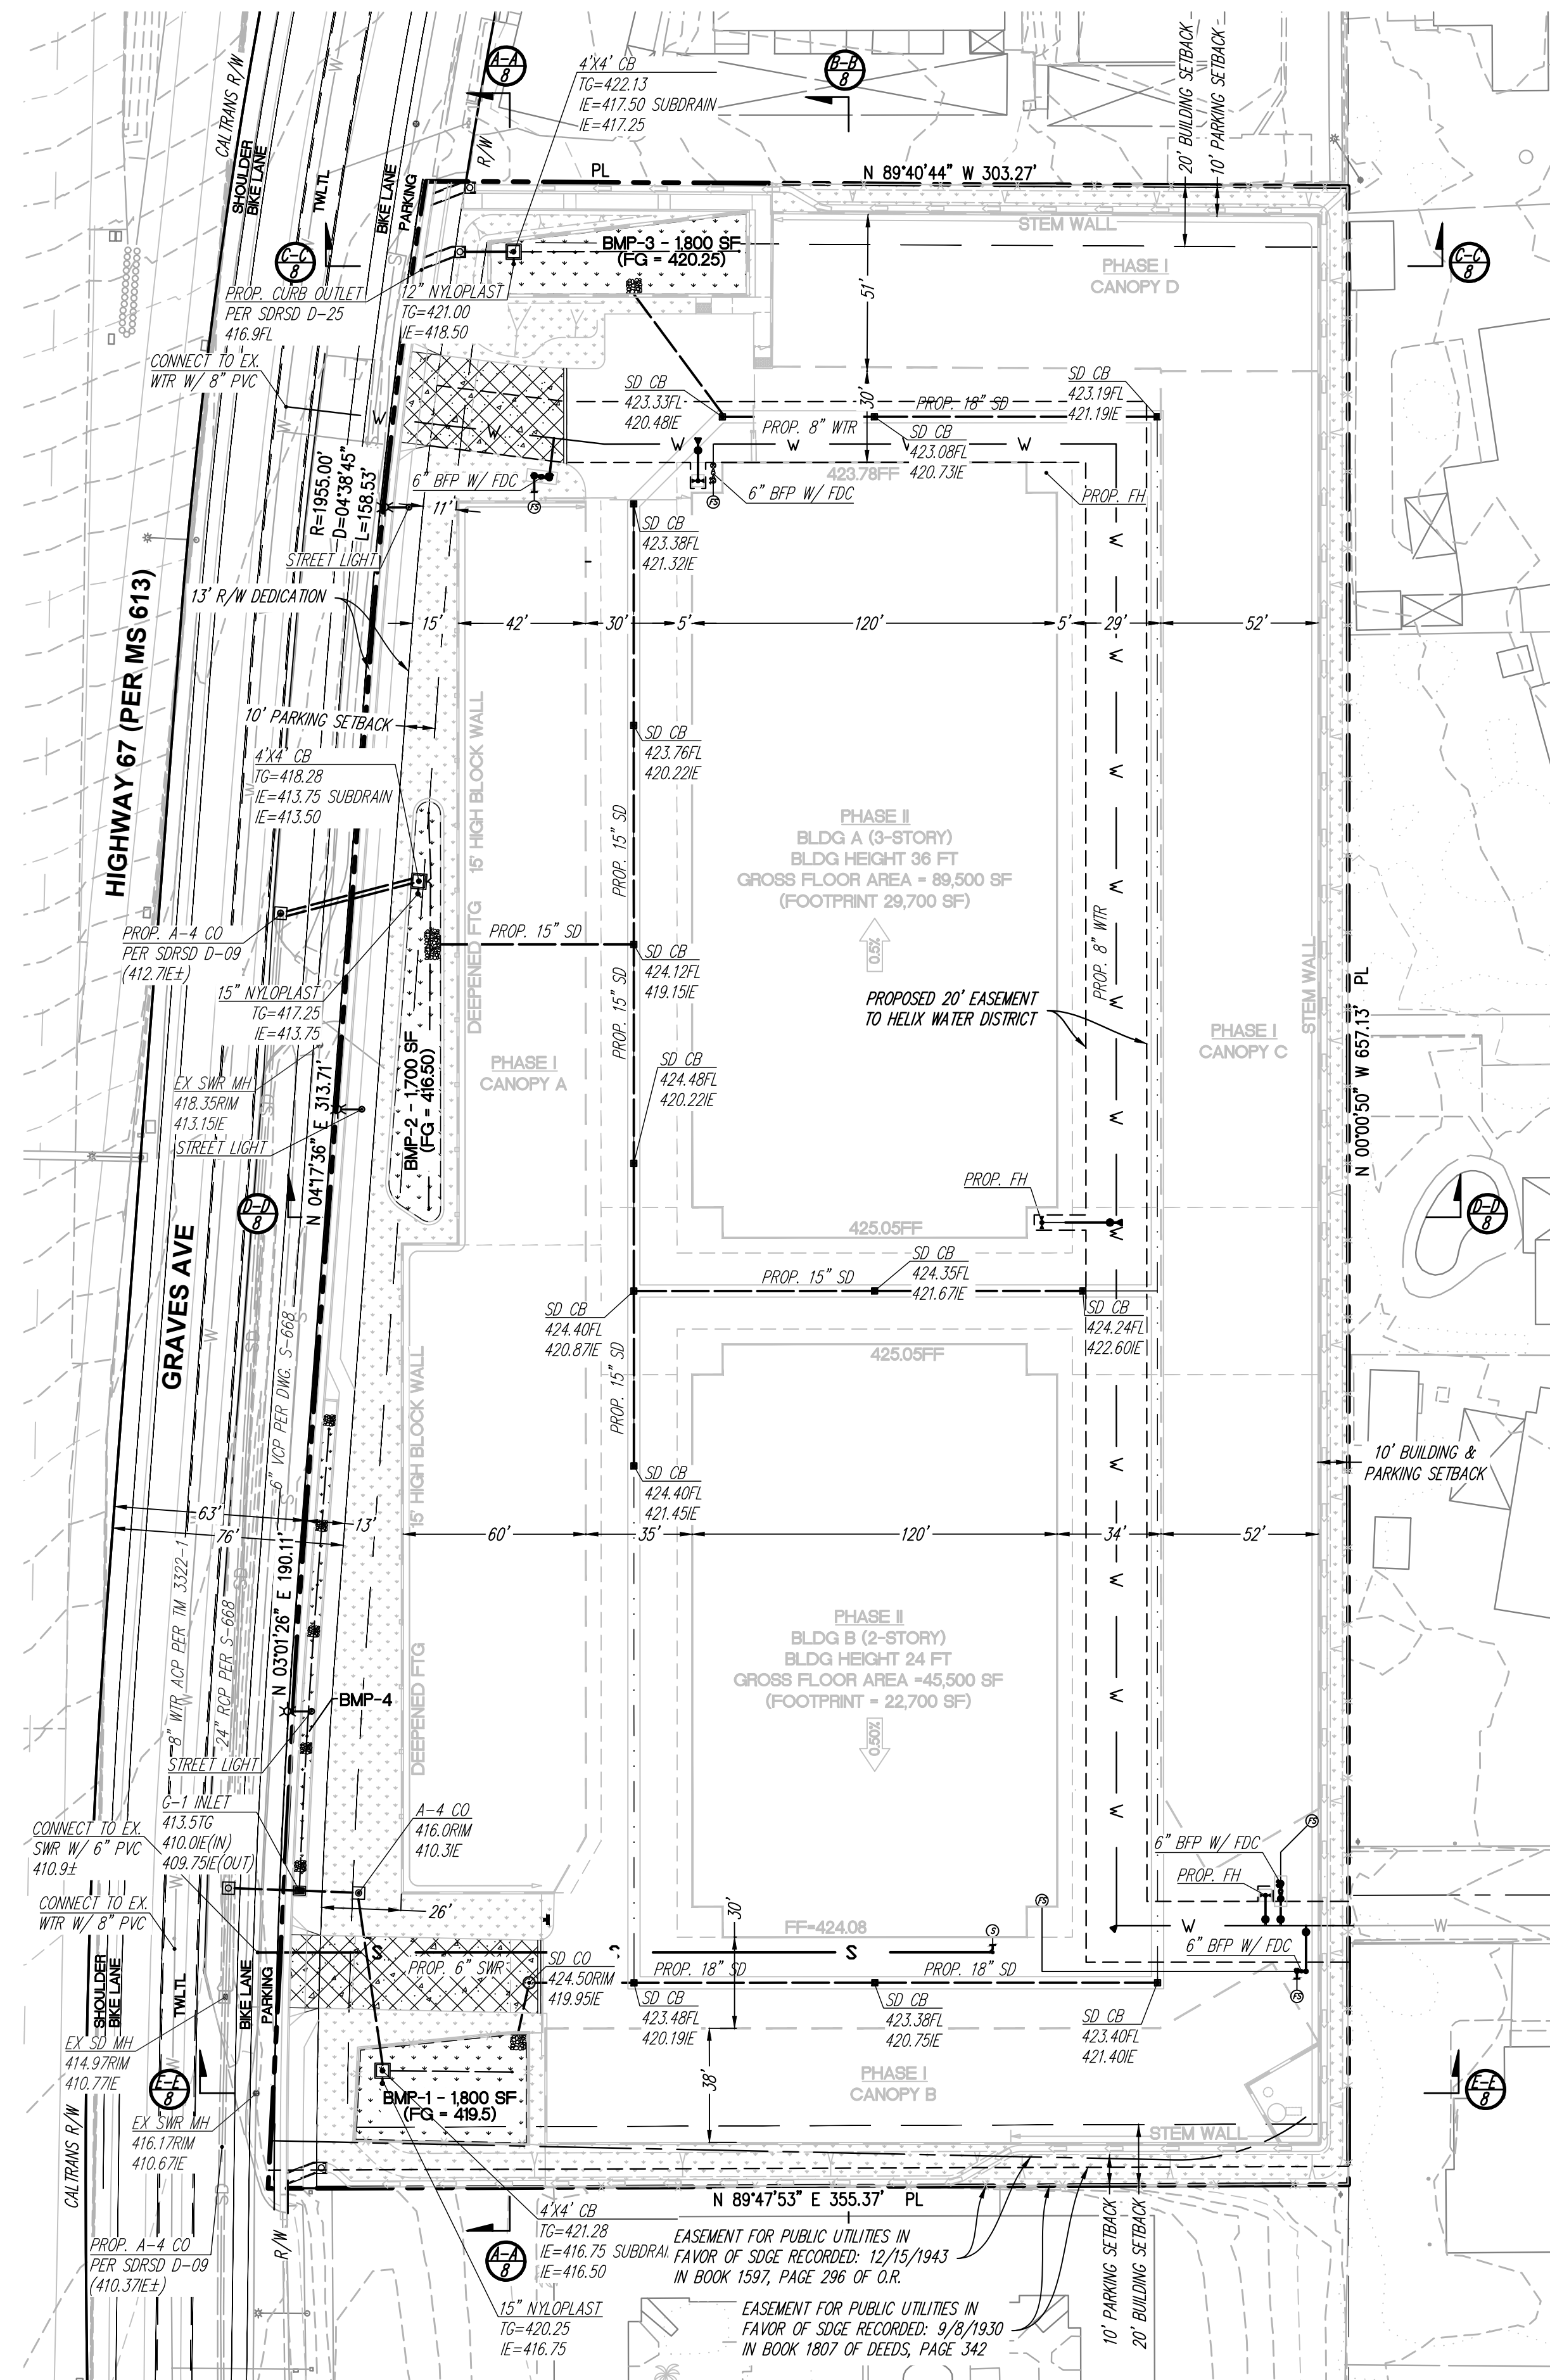 CALTRANS R/W
SHOULDER
BIKE LANE
TWLTL
BIKE LANE
PARKING
R/W
A-A
8
4'X4' CB
TG=422.13
IE=417.50 SUBDRAIN
IE=417.25
B-B
8
20' BUILDING SETBACK
10' PARKING SETBACK
PL
N 89°40'44" W 303.27'
STEM WALL
C-C
8
BMP-3 - 1,800 SF
(FG = 420.25)
PHASE I
CANOPY D
C-C
8
PROP. CURB OUTLET
PER SDRSD D-25
416.9FL
12" NYLOPLAST
TG=421.00
IE=418.50
51'
CONNECT TO EX.
WTR W/ 8" PVC
SD CB
423.33FL
420.48IE
30'
PROP. 18" SD
SD CB
423.19FL
421.19IE
PROP. 8" WTR
SD CB
423.08FL
420.73IE
423.78FF
6" BFP W/ FDC
6" BFP W/ FDC
PROP. FH
R=1955.00'
D=04°38'45"
L=158.53'
11'
SD CB
423.38FL
421.32IE
STREET LIGHT
13' R/W DEDICATION
15'
42'
30'
5'
120'
5'
29'
52'
HIGHWAY 67 (PER MS 613)
10' PARKING SETBACK
15' HIGH BLOCK WALL
SD CB
423.76FL
420.22IE
4'X4' CB
TG=418.28
IE=413.75 SUBDRAIN
IE=413.50
PROP. 15" SD
PHASE II
BLDG A (3-STORY)
BLDG HEIGHT 36 FT
GROSS FLOOR AREA = 89,500 SF
(FOOTPRINT 29,700 SF)
0.5%
PROP. A-4 CO
PER SDRSD D-09
(412.7IE±)
PROP. 15" SD
SD CB
424.12FL
419.15IE
DEEPENED FTG
PROP. 15" SD
PROP. 8" WTR
STEM WALL
15" NYLOPLAST
TG=417.25
IE=413.75
PROPOSED 20' EASEMENT
TO HELIX WATER DISTRICT
PHASE I
CANOPY C
N 00°00'50" W 657.13' PL
PHASE I
CANOPY A
SD CB
424.48FL
420.22IE
BMP-2 - 1,700 SF
(FG = 416.50)
EX SWR MH
418.35RIM
413.15IE
STREET LIGHT
N 04°17'36" E 313.71'
D-D
8
PROP. FH
D-D
8
425.05FF
GRAVES AVE
SD CB
424.35FL
421.67IE
PROP. 15" SD
SD CB
424.40FL
420.87IE
SD CB
424.24FL
422.60IE
425.05FF
15' HIGH BLOCK WALL
PROP. 15" SD
6" VCP PER DWG. S-668
SD CB
424.40FL
421.45IE
10' BUILDING &
PARKING SETBACK
63'
76'
13'
60'
35'
120'
34'
52'
8" WTR ACP PER TM 3322-1
24" RCP PER S-668
N 03°01'26" E 190.11'
DEEPENED FTG
BMP-4
PHASE II
BLDG B (2-STORY)
BLDG HEIGHT 24 FT
GROSS FLOOR AREA =45,500 SF
(FOOTPRINT = 22,700 SF)
0.50%
STREET LIGHT
G-1 INLET
413.5TG
410.0IE(IN)
409.75IE(OUT)
A-4 CO
416.0RIM
410.3IE
CONNECT TO EX.
SWR W/ 6" PVC
410.9±
6" BFP W/ FDC
PROP. FH
CONNECT TO EX.
WTR W/ 8" PVC
26'
30'
FF=424.08
6" BFP W/ FDC
SHOULDER
BIKE LANE
TWLTL
BIKE LANE
PARKING
PROP. 6" SWR
SD CO
424.50RIM
419.95IE
PROP. 18" SD
PROP. 18" SD
SD CB
423.48FL
420.19IE
SD CB
423.38FL
420.75IE
SD CB
423.40FL
421.40IE
EX SD MH
414.97RIM
410.77IE
38'
PHASE I
CANOPY B
E-E
8
E-E
8
BMP-1 - 1,800 SF
(FG = 419.5)
EX SWR MH
416.17RIM
410.67IE
CALTRANS R/W
STEM WALL
N 89°47'53" E 355.37' PL
R/W
PROP. A-4 CO
PER SDRSD D-09
(410.37IE±)
A-A
8
4'X4' CB
TG=421.28
IE=416.75 SUBDRAI
IE=416.50
EASEMENT FOR PUBLIC UTILITIES IN
FAVOR OF SDGE RECORDED: 12/15/1943
IN BOOK 1597, PAGE 296 OF O.R.
10' PARKING SETBACK
20' BUILDING SETBACK
15" NYLOPLAST
TG=420.25
IE=416.75
EASEMENT FOR PUBLIC UTILITIES IN
FAVOR OF SDGE RECORDED: 9/8/1930
IN BOOK 1807 OF DEEDS, PAGE 342